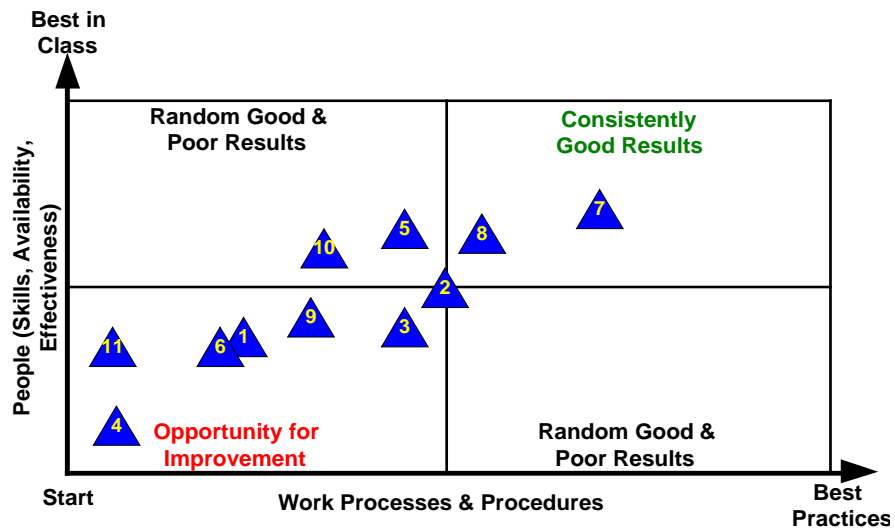 Best in
Class
People (Skills, Availability,
Effectiveness)
Random Good &
Poor Results
Consistently
Good Results
7
5
8
10
2
9
3
1
6
11
4
Opportunity for
Improvement
Random Good &
Poor Results
Start
Work Processes & Procedures
Best
Practices